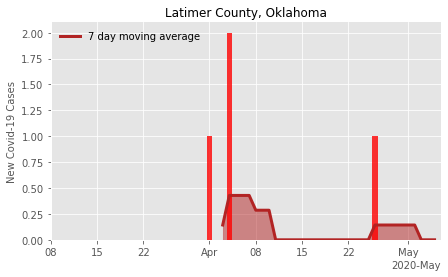 Latimer County, Oklahoma
7 day moving average
New Covid-19 Cases
2.00
1.75
1.50
1.25
1.00
0.75
0.50
0.25
0.00
08 15 22 Apr 08 15 22 May
2020-May